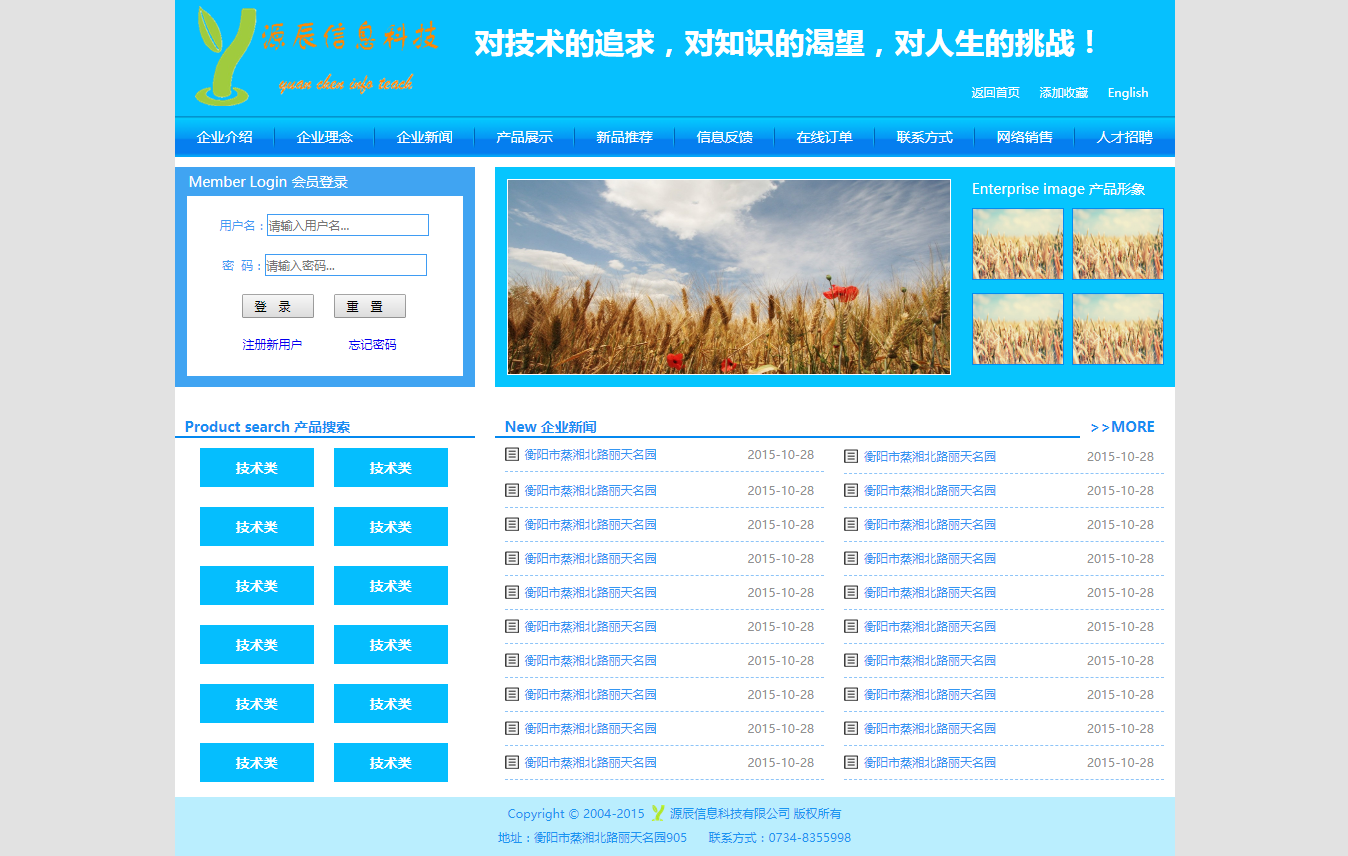 源辰信息科技
yuan chen info teach
对技术的追求，对知识的渴望，对人生的挑战！
返回首页 添加收藏 English
企业介绍 企业理念 企业新闻 产品展示 新品推荐 信息反馈 在线订单 联系方式 网络销售 人才招聘
Member Login 会员登录
用户名：请输入用户名...
密 码：请输入密码...
登 录 重 置
注册新用户 忘记密码
Enterprise image 产品形象
Product search 产品搜索
技术类 技术类
技术类 技术类
技术类 技术类
技术类 技术类
技术类 技术类
技术类 技术类
New 企业新闻 >>MORE
衡阳市蒸湘北路丽天名园 2015-10-28 衡阳市蒸湘北路丽天名园 2015-10-28
衡阳市蒸湘北路丽天名园 2015-10-28 衡阳市蒸湘北路丽天名园 2015-10-28
衡阳市蒸湘北路丽天名园 2015-10-28 衡阳市蒸湘北路丽天名园 2015-10-28
衡阳市蒸湘北路丽天名园 2015-10-28 衡阳市蒸湘北路丽天名园 2015-10-28
衡阳市蒸湘北路丽天名园 2015-10-28 衡阳市蒸湘北路丽天名园 2015-10-28
衡阳市蒸湘北路丽天名园 2015-10-28 衡阳市蒸湘北路丽天名园 2015-10-28
衡阳市蒸湘北路丽天名园 2015-10-28 衡阳市蒸湘北路丽天名园 2015-10-28
衡阳市蒸湘北路丽天名园 2015-10-28 衡阳市蒸湘北路丽天名园 2015-10-28
衡阳市蒸湘北路丽天名园 2015-10-28 衡阳市蒸湘北路丽天名园 2015-10-28
衡阳市蒸湘北路丽天名园 2015-10-28 衡阳市蒸湘北路丽天名园 2015-10-28
Copyright © 2004-2015 源辰信息科技有限公司 版权所有
地址：衡阳市蒸湘北路丽天名园905 联系方式：0734-8355998